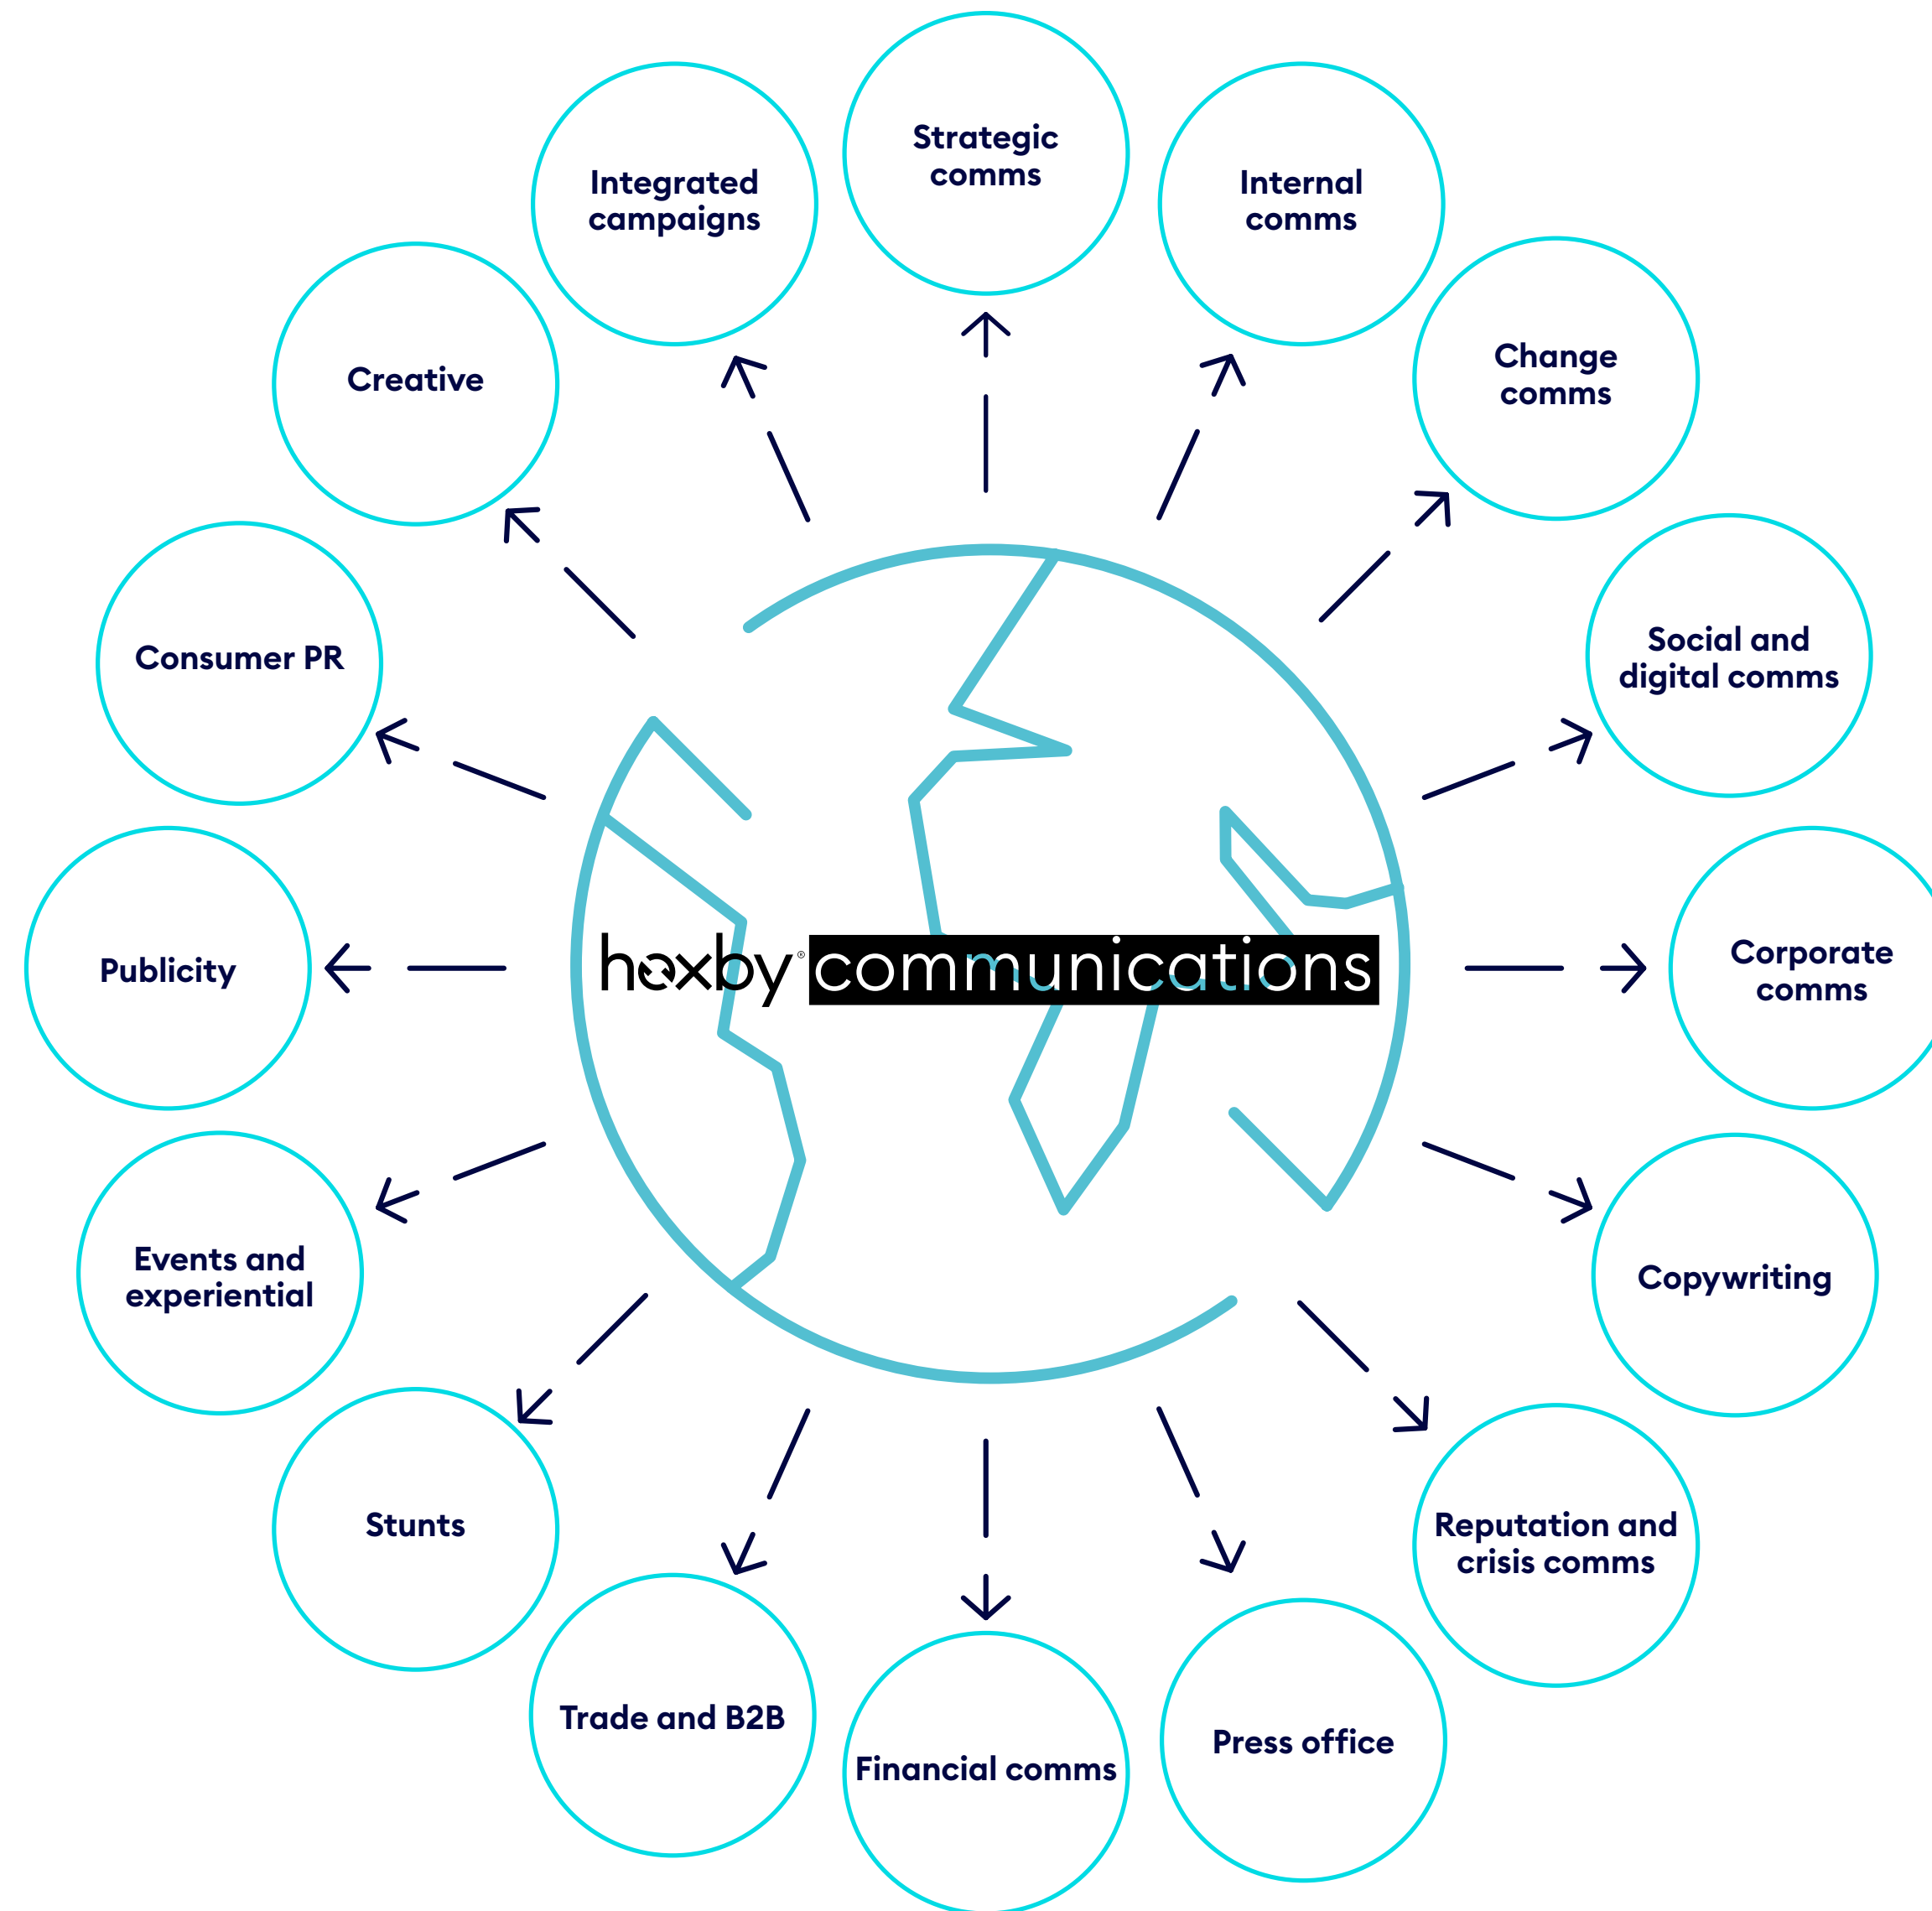 Strategic
comms
Internal
comms
Change
comms
Social and
digital comms
Corporate
comms
Copywriting
Reputation and
crisis comms
Press office
Financial comms
Trade and B2B
Stunts
Events and
experiential
Publicity
Consumer PR
Creative
Integrated
campaigns
hoxby® communications